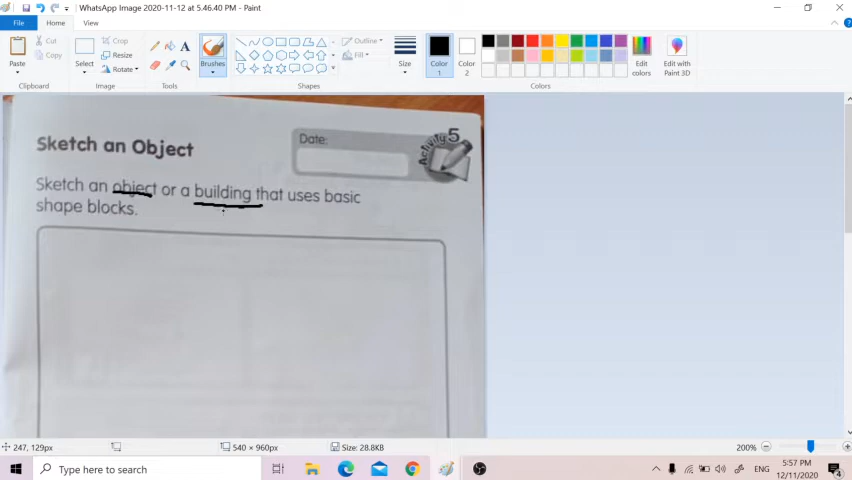 WhatsApp Image 2020-11-12 at 5.46.40 PM - Paint
File
Home
View
Paste
Cut
Copy
Clipboard
Select
Crop
Resize
Rotate
Image
Tools
Brushes
Shapes
Outline
Fill
Size
Color
1
Color
2
Edit
colors
Edit with
Paint 3D
Colors
Sketch an Object
Date:
Activity 5
Sketch an object or a building that uses basic
shape blocks.
247, 129px
540 × 960px
Size: 28.8KB
200%
Type here to search
ENG
5:57 PM
12/11/2020
4